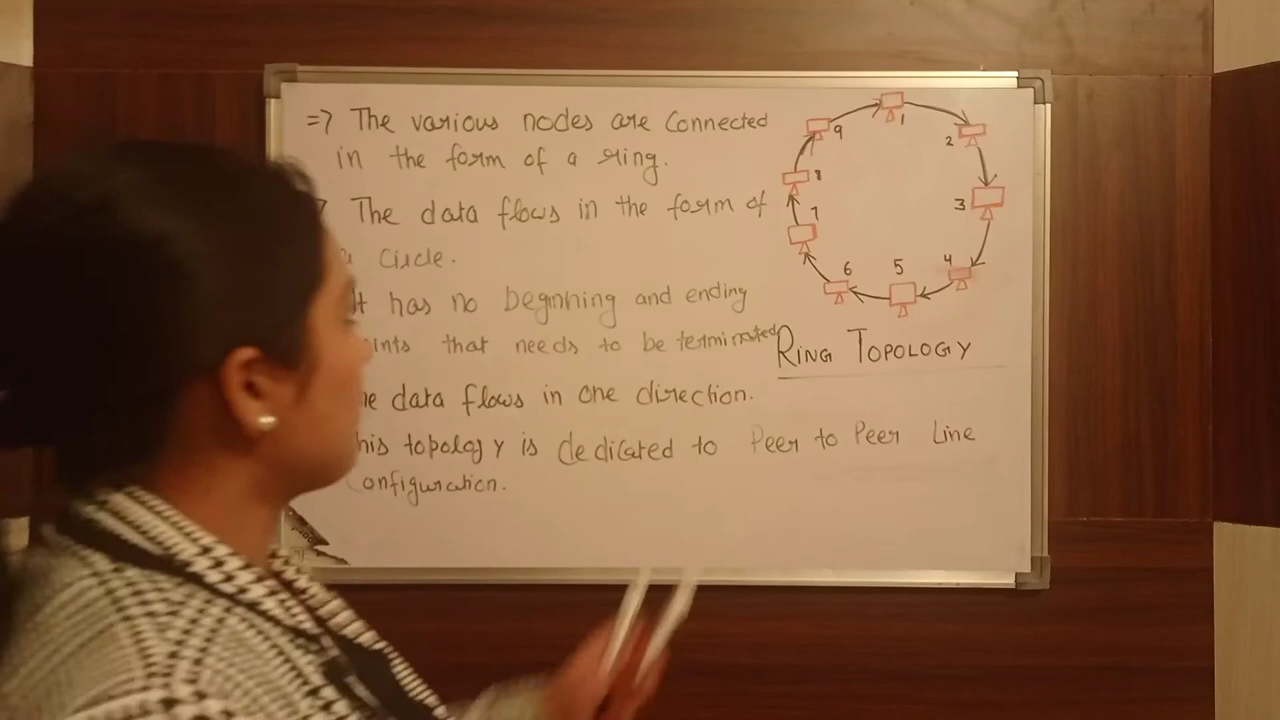 => The various nodes are Connected
in the form of a ring.
The data flows in the form of
Circle.
It has no beginning and ending
that needs to be terminated
data flows in one direction.
topology is dedicated to Peer to Peer Line
Configuration.
1
2
3
4
5
6
7
8
9
RING TOPOLOGY